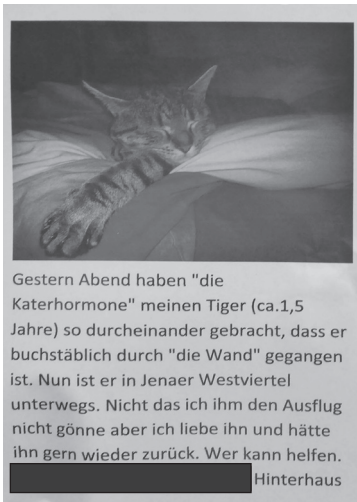 Gestern Abend haben "die
Katerhormone" meinen Tiger (ca.1,5
Jahre) so durcheinander gebracht, dass er
buchstäblich durch "die Wand" gegangen
ist. Nun ist er in Jenaer Westviertel
unterwegs. Nicht das ich ihm den Ausflug
nicht gönne aber ich liebe ihn und hätte
ihn gern wieder zurück. Wer kann helfen.
Hinterhaus